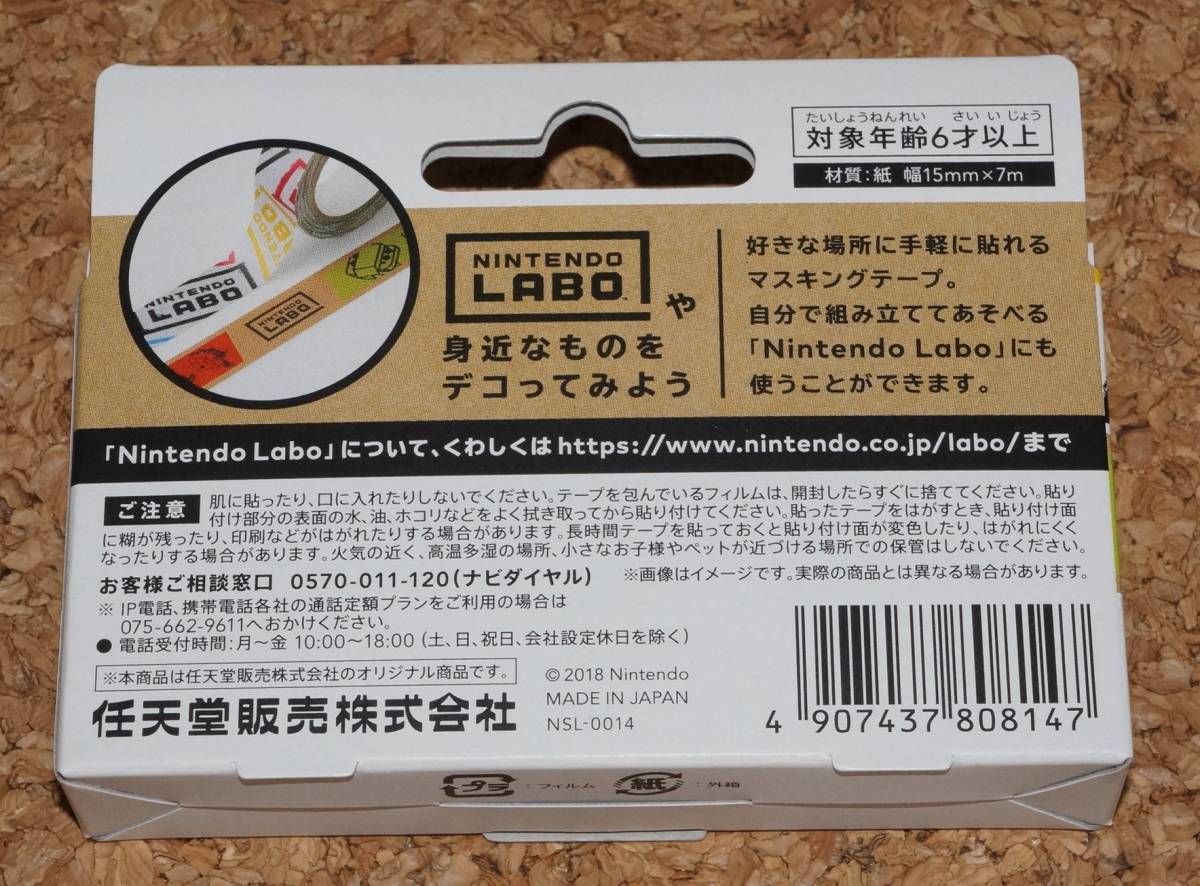 たいしょうねんれい さい いじょう
対象年齢6才以上
材質:紙 幅15mm×7m
NINTENDO
LABO
NINTENDO
LABO
NINTENDO
LABO™
や
身近なものを
デコってみよう
好きな場所に手軽に貼れる
マスキングテープ。
自分で組み立ててあそべる
「Nintendo Labo」にも
使うことができます。
「Nintendo Labo」について、くわしくは https://www.nintendo.co.jp/labo/まで
ご注意
肌に貼ったり、口に入れたりしないでください。テープを包んでいるフィルムは、開封したらすぐに捨ててください。貼り
付け部分の表面の水、油、ホコリなどをよく拭き取ってから貼り付けてください。貼ったテープをはがすとき、貼り付け面
に糊が残ったり、印刷などがはがれたりする場合があります。長時間テープを貼っておくと貼り付け面が変色したり、はがれにくく
なったりする場合があります。火気の近く、高温多湿の場所、小さなお子様やペットが近づける場所での保管はしないでください。
お客様ご相談窓口 0570-011-120(ナビダイヤル)
※画像はイメージです。実際の商品とは異なる場合があります。
※ IP電話、携帯電話各社の通話定額プランをご利用の場合は
075-662-9611へおかけください。
● 電話受付時間:月〜金 10:00〜18:00 (土、日、祝日、会社設定休日を除く)
※本商品は任天堂販売株式会社のオリジナル商品です。
任天堂販売株式会社
© 2018 Nintendo
MADE IN JAPAN
NSL-0014
4 907437 808147
プラ :フィルム 紙 :外箱